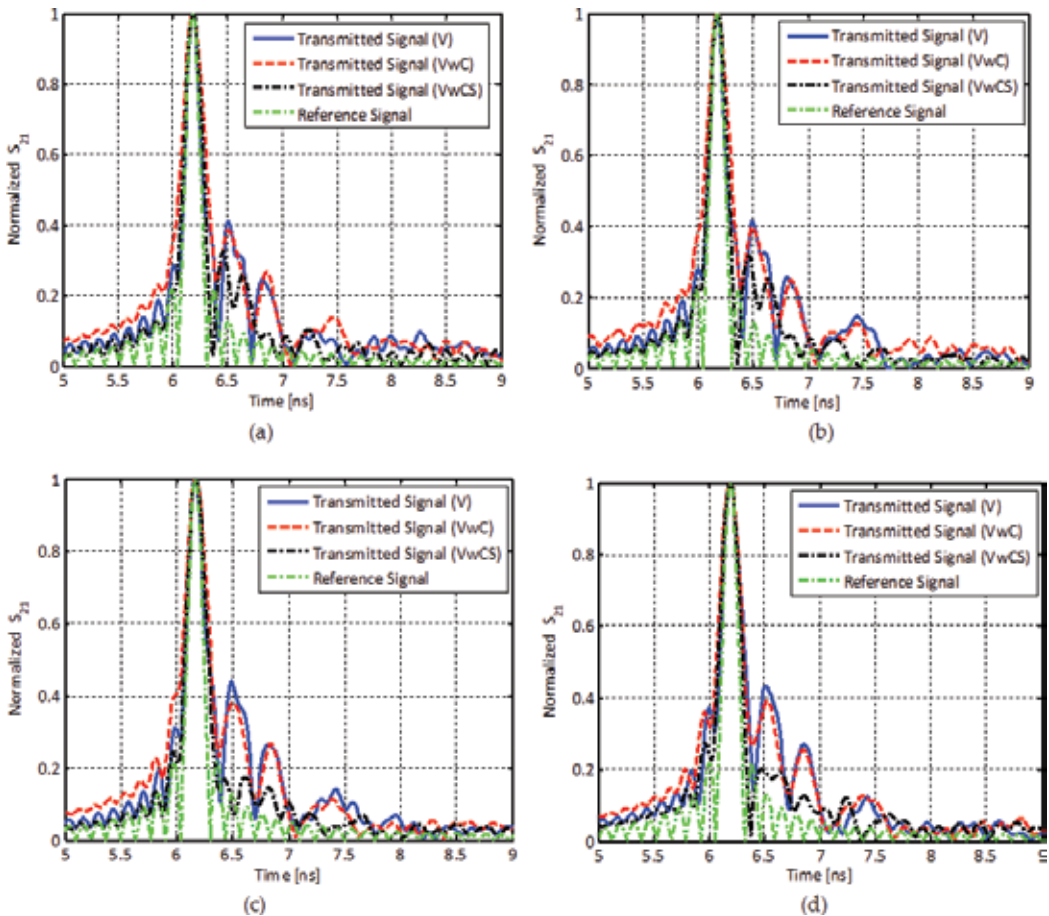 Normalized S21
1
0.8
0.6
0.4
0.2
0
Transmitted Signal (V)
Transmitted Signal (VwC)
Transmitted Signal (VwCS)
Reference Signal
5 5.5 6 6.5 7 7.5 8 8.5 9
Time [ns]
(a)
Normalized S21
1
0.8
0.6
0.4
0.2
0
Transmitted Signal (V)
Transmitted Signal (VwC)
Transmitted Signal (VwCS)
Reference Signal
5 5.5 6 6.5 7 7.5 8 8.5 9
Time [ns]
(b)
Normalized S21
1
0.8
0.6
0.4
0.2
0
Transmitted Signal (V)
Transmitted Signal (VwC)
Transmitted Signal (VwCS)
Reference Signal
5 5.5 6 6.5 7 7.5 8 8.5 9
Time [ns]
(c)
Normalized S21
1
0.8
0.6
0.4
0.2
0
Transmitted Signal (V)
Transmitted Signal (VwC)
Transmitted Signal (VwCS)
Reference Signal
5 5.5 6 6.5 7 7.5 8 8.5 9
Time [ns]
(d)